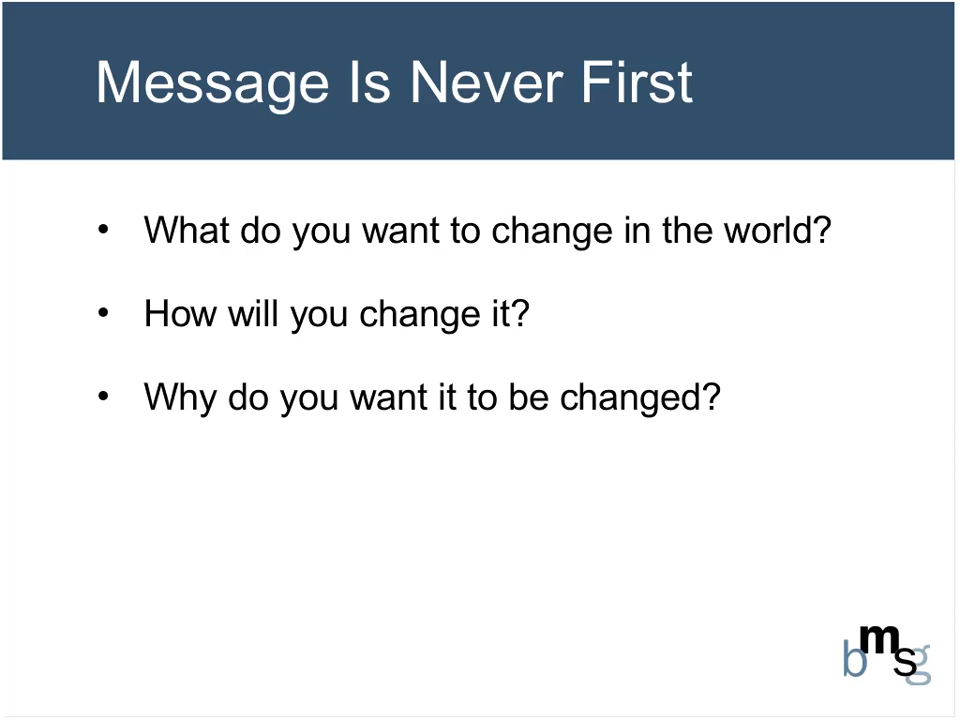 Message Is Never First
• What do you want to change in the world?
• How will you change it?
• Why do you want it to be changed?
bmsg